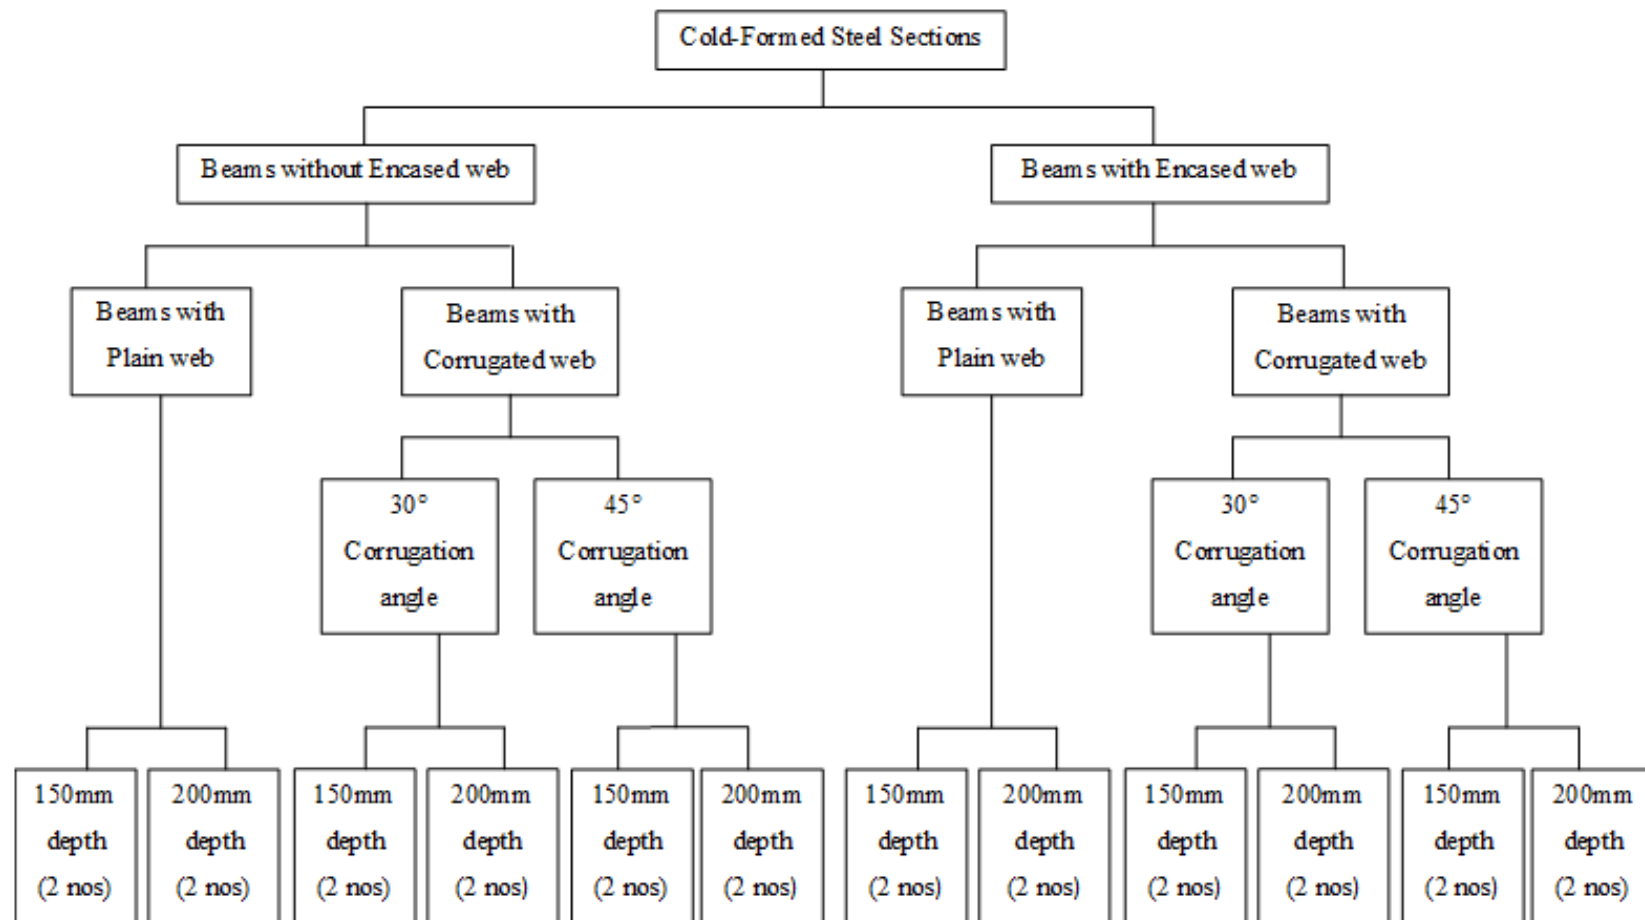 Cold-Formed Steel Sections
Beams without Encased web
Beams with Encased web
Beams with
Plain web
Beams with
Corrugated web
Beams with
Plain web
Beams with
Corrugated web
30°
Corrugation
angle
45°
Corrugation
angle
30°
Corrugation
angle
45°
Corrugation
angle
150mm
depth
(2 nos)
200mm
depth
(2 nos)
150mm
depth
(2 nos)
200mm
depth
(2 nos)
150mm
depth
(2 nos)
200mm
depth
(2 nos)
150mm
depth
(2 nos)
200mm
depth
(2 nos)
150mm
depth
(2 nos)
200mm
depth
(2 nos)
150mm
depth
(2 nos)
200mm
depth
(2 nos)